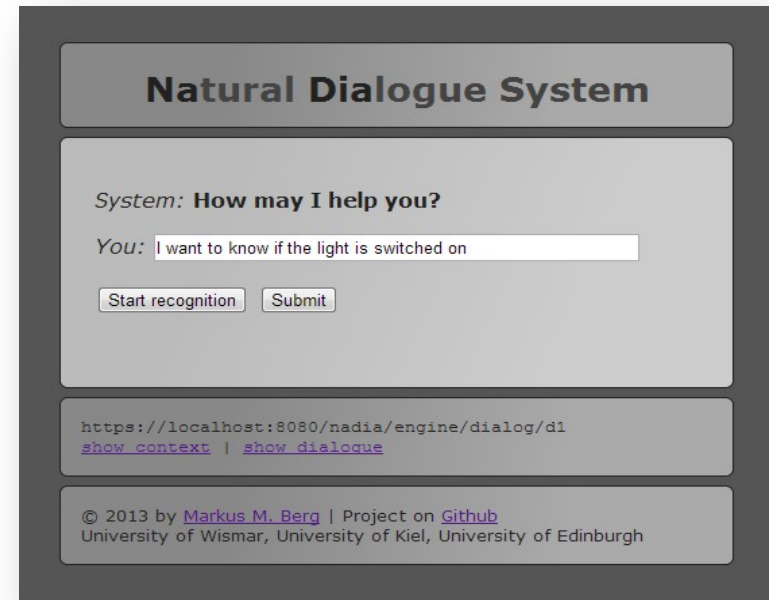 Natural Dialogue System
System: How may I help you?
You: I want to know if the light is switched on
Start recognition Submit
https://localhost:8080/nadia/engine/dialog/d1
show context | show dialogue
© 2013 by Markus M. Berg | Project on Github
University of Wismar, University of Kiel, University of Edinburgh